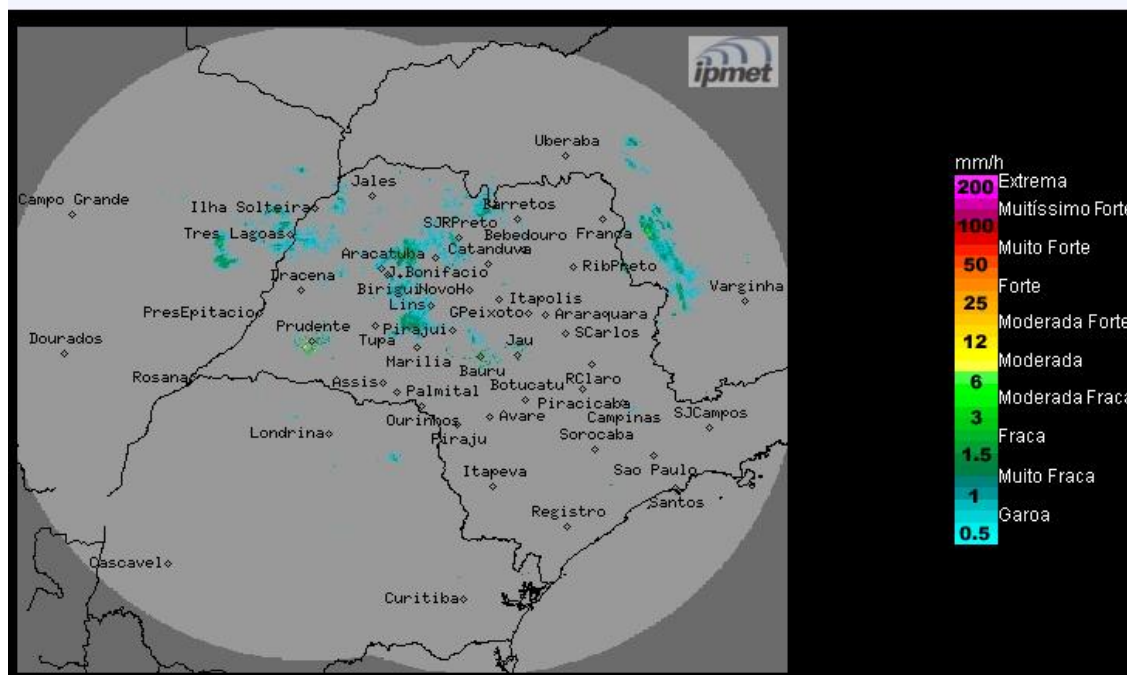 ipmet
Uberaba
Campo Grande
Jales
Ilha Solteira
Barretos
SJRPreto
Tres Lagoas
Bebedouro
Franca
Catanduva
Aracatuba
J.Bonifacio
RibPreto
Dracena
Birigui
NovoH
Itapolis
Varginha
Lins
GPeixoto
Araraquara
PresEpitacio
Prudente
Pirajui
SCarlos
Dourados
Tupa
Jau
Marilia
Bauru
Rosana
Assis
Botucatu
RClaro
Palmital
Piracicaba
Ourinhos
Avare
Campinas
SJCampos
Londrina
Piraju
Sorocaba
Itapeva
Sao Paulo
Santos
Registro
Cascavel
Curitiba
mm/h
200
Extrema
Muitíssimo Forte
100
Muito Forte
50
Forte
25
Moderada Forte
12
Moderada
6
Moderada Fraca
3
Fraca
1.5
Muito Fraca
1
Garoa
0.5